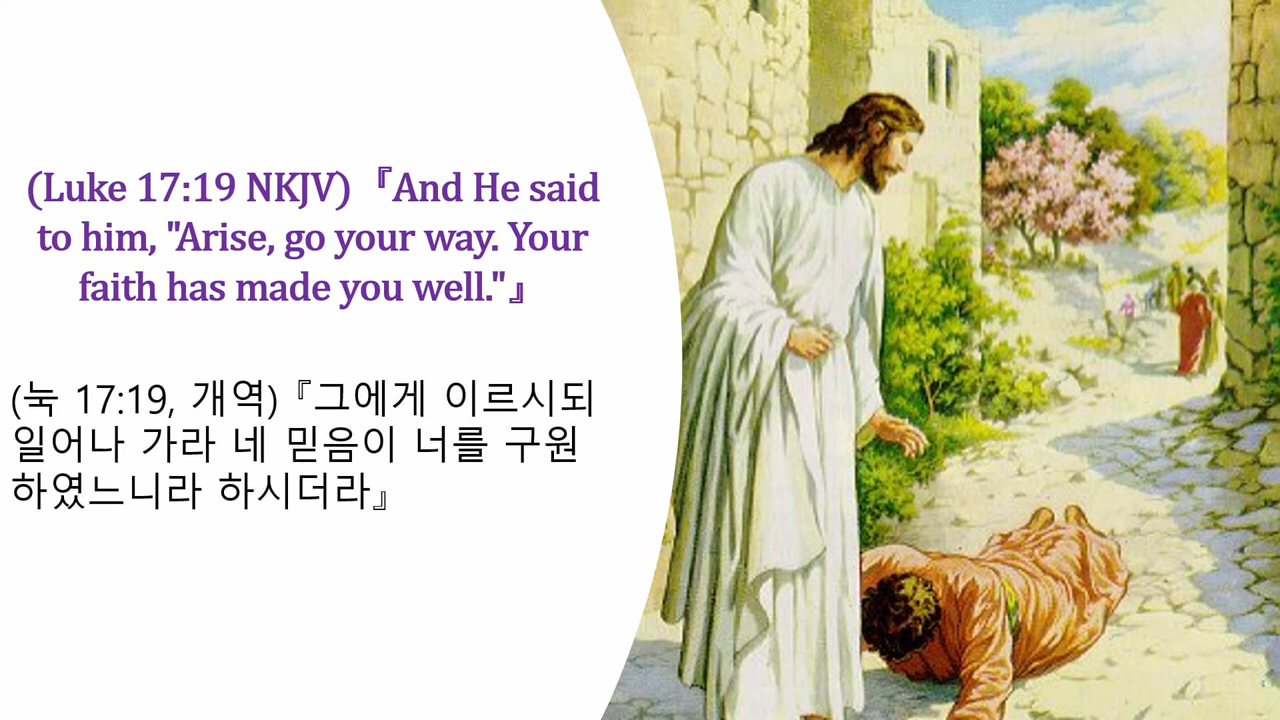 (Luke 17:19 NKJV) 『And He said
to him, "Arise, go your way. Your
faith has made you well."』
(눅 17:19, 개역)『그에게 이르시되
일어나 가라 네 믿음이 너를 구원
하였느니라 하시더라』